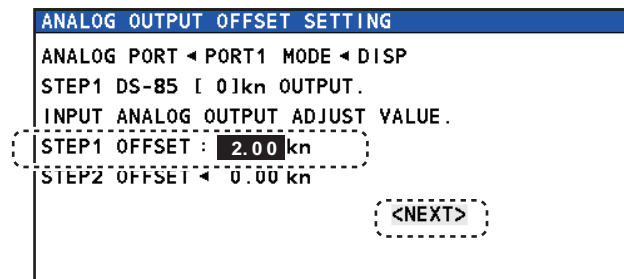 ANALOG OUTPUT OFFSET SETTING
ANALOG PORT ◄ PORT1 MODE ◄ DISP
STEP1 DS-85 [ 0]kn OUTPUT.
INPUT ANALOG OUTPUT ADJUST VALUE.
STEP1 OFFSET : 2.00 kn
STEP2 OFFSET ◄ 0.00 kn
<NEXT>